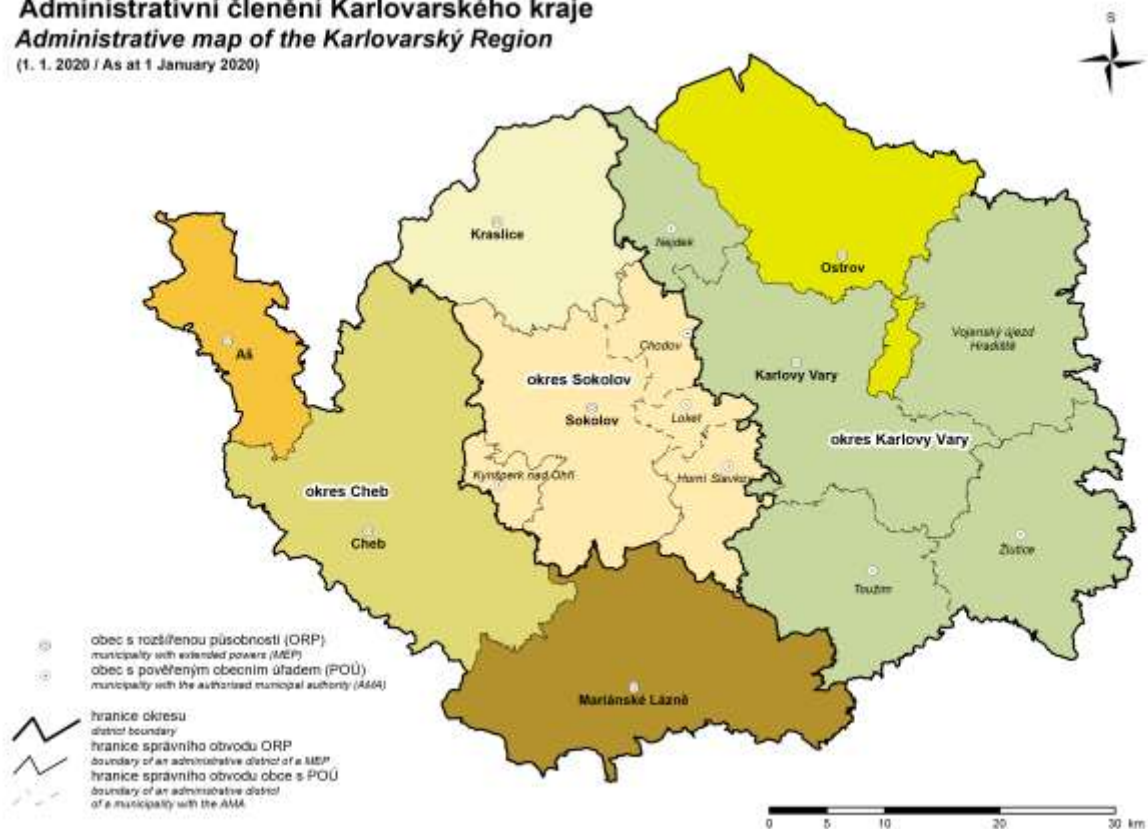 Administrativní členění Karlovarského kraje
Administrative map of the Karlovarský Region
(1. 1. 2020 / As at 1 January 2020)
S
Kraslice
Nejdek
Ostrov
Aš
Chodov
Vojenský újezd
Hradiště
Karlovy Vary
okres Sokolov
Sokolov
Loket
okres Karlovy Vary
Kynšperk nad Ohří
Horní Slavkov
okres Cheb
Cheb
Žlutice
Toužim
Mariánské Lázně
obec s rozšířenou působností (ORP)
municipality with extended powers (MEP)
obec s pověřeným obecním úřadem (POÚ)
municipality with the authorised municipal authority (AMA)
hranice okresu
district boundary
hranice správního obvodu ORP
boundary of an administrative district of a MEP
hranice správního obvodu obce s POÚ
boundary of an administrative district
of a municipality with the AMA
0 5 10 20 30 km